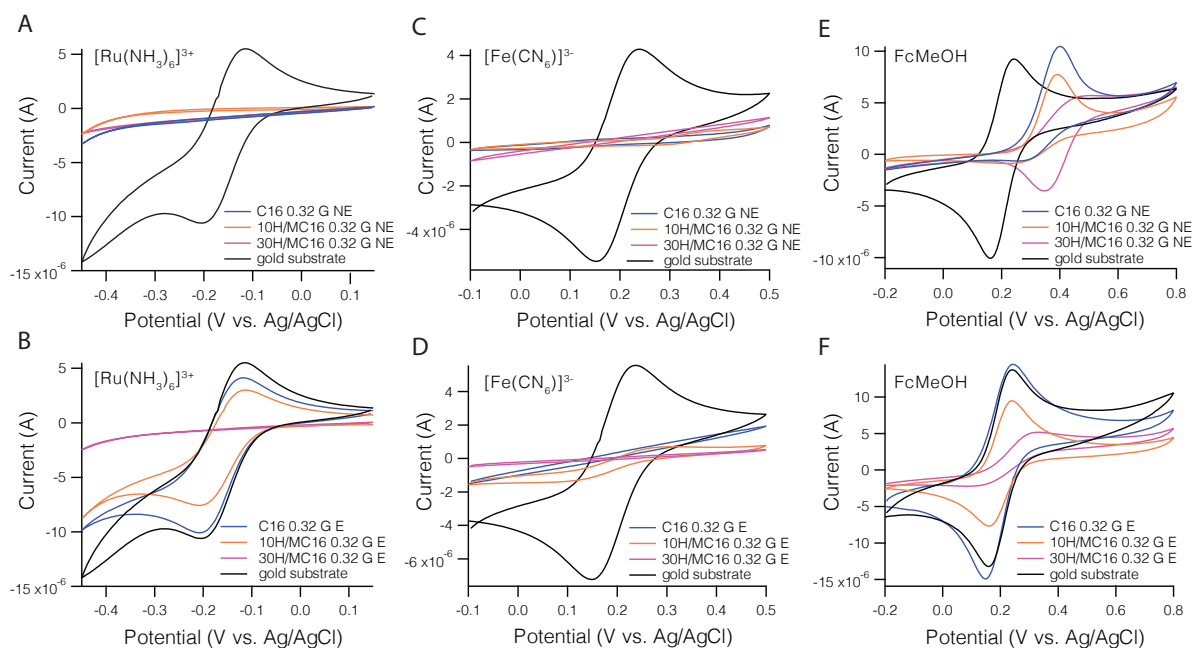 A
[Ru(NH₃)₆]³⁺
5
0
-5
-10
-15 x10⁻⁶
Current (A)
C16 0.32 G NE
10H/MC16 0.32 G NE
30H/MC16 0.32 G NE
gold substrate
-0.4
-0.3
-0.2
-0.1
0.0
0.1
Potential (V vs. Ag/AgCl)
C
[Fe(CN₆)]³⁻
4
2
0
-2
-4 x10⁻⁶
Current (A)
C16 0.32 G NE
10H/MC16 0.32 G NE
30H/MC16 0.32 G NE
gold substrate
-0.1
0.0
0.1
0.2
0.3
0.4
0.5
Potential (V vs. Ag/AgCl)
E
FcMeOH
10
5
0
-5
-10 x10⁻⁶
Current (A)
C16 0.32 G NE
10H/MC16 0.32 G NE
30H/MC16 0.32 G NE
gold substrate
-0.2
0.0
0.2
0.4
0.6
0.8
Potential (V vs. Ag/AgCl)
B
[Ru(NH₃)₆]³⁺
5
0
-5
-10
-15 x10⁻⁶
Current (A)
C16 0.32 G E
10H/MC16 0.32 G E
30H/MC16 0.32 G E
gold substrate
-0.4
-0.3
-0.2
-0.1
0.0
0.1
Potential (V vs. Ag/AgCl)
D
[Fe(CN₆)]³⁻
4
2
0
-2
-4
-6 x10⁻⁶
Current (A)
C16 0.32 G E
10H/MC16 0.32 G E
30H/MC16 0.32 G E
gold substrate
-0.1
0.0
0.1
0.2
0.3
0.4
0.5
Potential (V vs. Ag/AgCl)
F
FcMeOH
10
5
0
-5
-10
-15 x10⁻⁶
Current (A)
C16 0.32 G E
10H/MC16 0.32 G E
30H/MC16 0.32 G E
gold substrate
-0.2
0.0
0.2
0.4
0.6
0.8
Potential (V vs. Ag/AgCl)